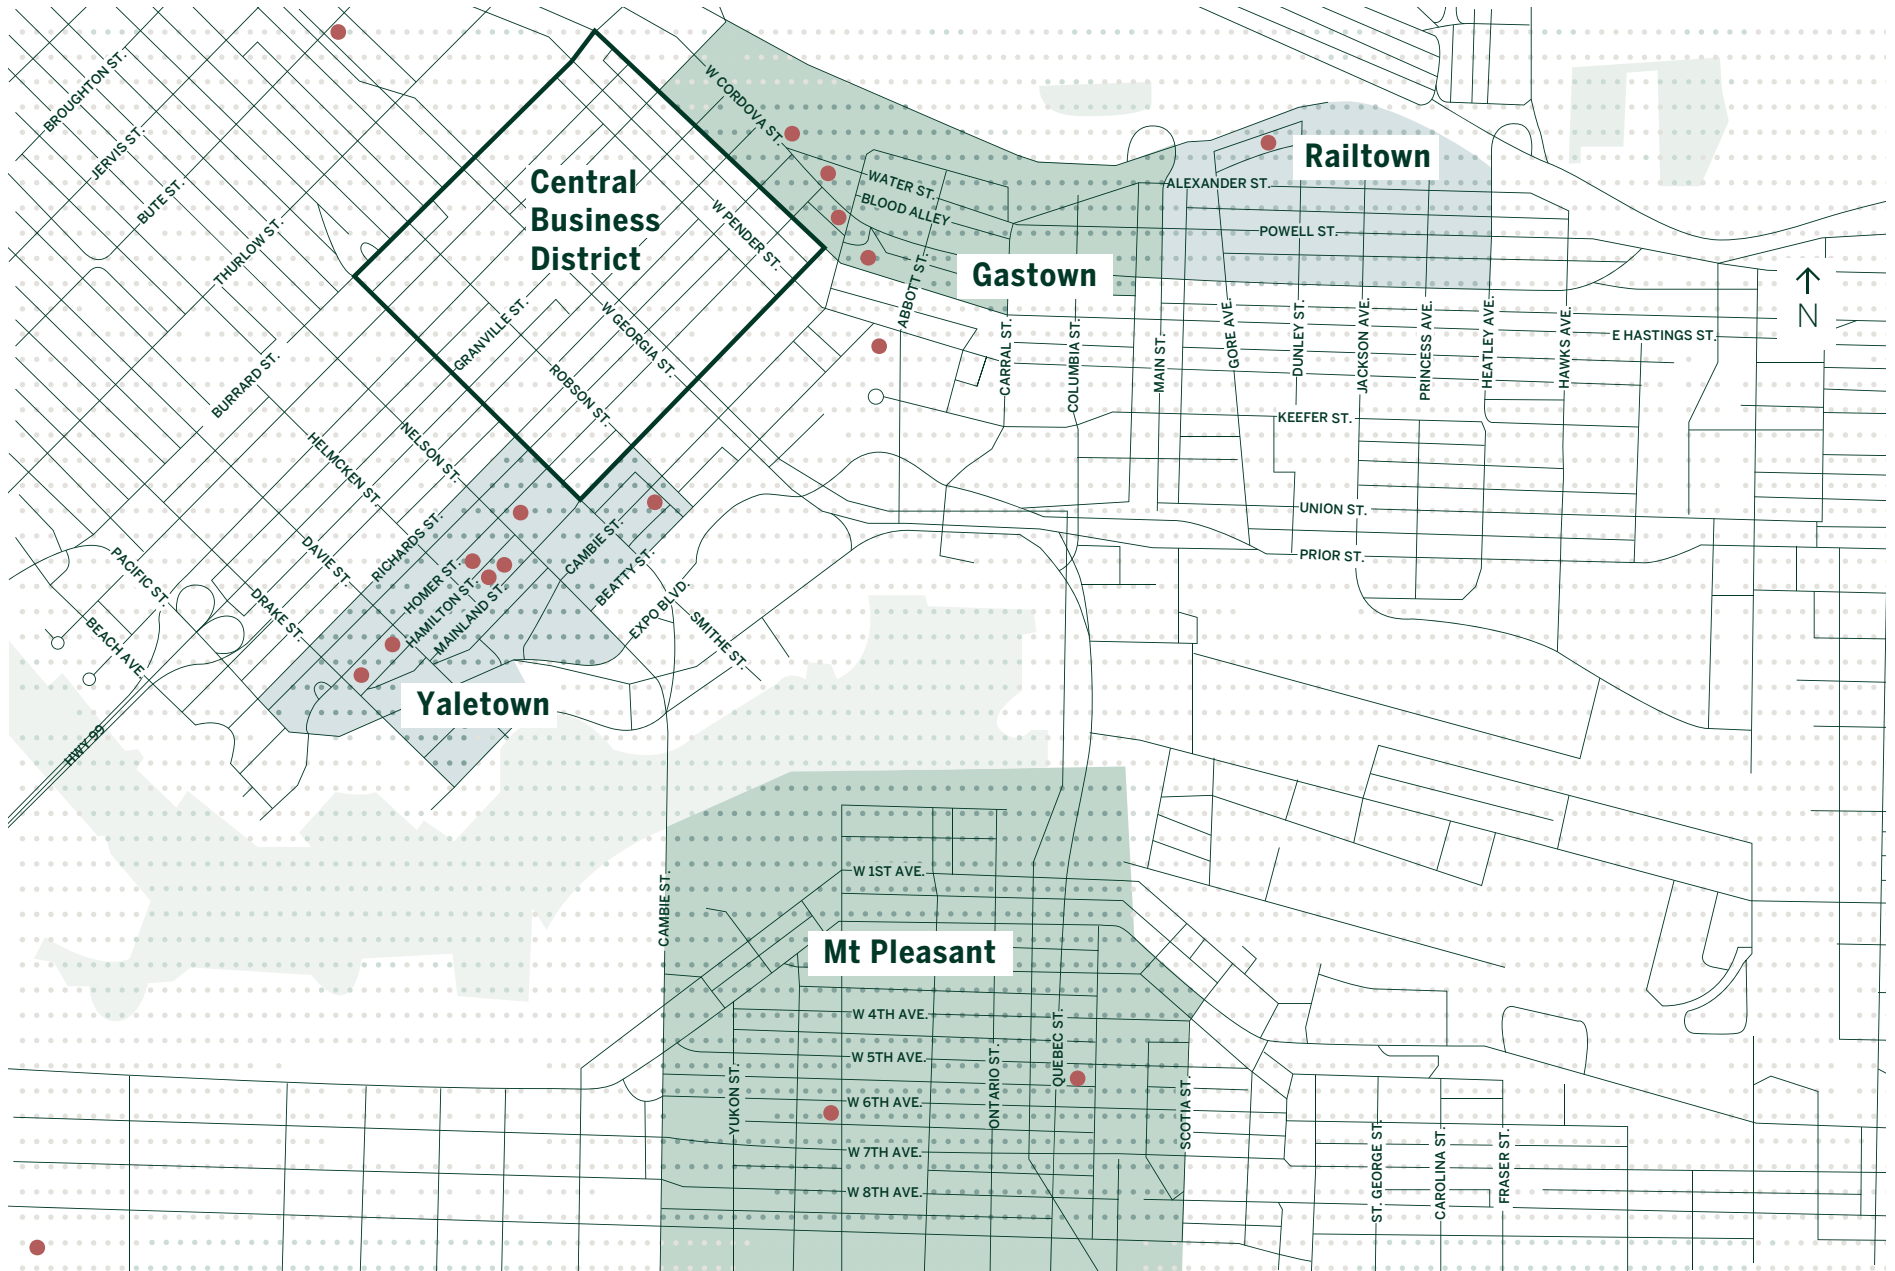 BROUGHTON ST.
JERVIS ST.
BUTE ST.
THURLOW ST.
BURRARD ST.
W CORDOVA ST.
Central
Business
District
W PENDER ST.
GRANVILLE ST.
W GEORGIA ST.
ROBSON ST.
WATER ST.
BLOOD ALLEY
ABBOTT ST.
Gastown
Railtown
ALEXANDER ST.
POWELL ST.
N
CARRAL ST.
COLUMBIA ST.
MAIN ST.
GORE AVE.
DUNLEY ST.
JACKSON AVE.
PRINCESS AVE.
HEATLEY AVE.
HAWKS AVE.
E HASTINGS ST.
KEEFER ST.
UNION ST.
PRIOR ST.
HELMCKEN ST.
NELSON ST.
RICHARDS ST.
DAVIE ST.
HOMER ST.
HAMILTON ST.
MAINLAND ST.
CAMBIE ST.
BEATTY ST.
EXPO BLVD.
SMITHE ST.
PACIFIC ST.
DRAKE ST.
BEACH AVE.
HWY 99
Yaletown
CAMBIE ST.
W 1ST AVE.
Mt Pleasant
W 4TH AVE.
W 5TH AVE.
W 6TH AVE.
W 7TH AVE.
W 8TH AVE.
YUKON ST.
ONTARIO ST.
QUEBEC ST.
SCOTIA ST.
ST. GEORGE ST.
CAROLINA ST.
FRASER ST.